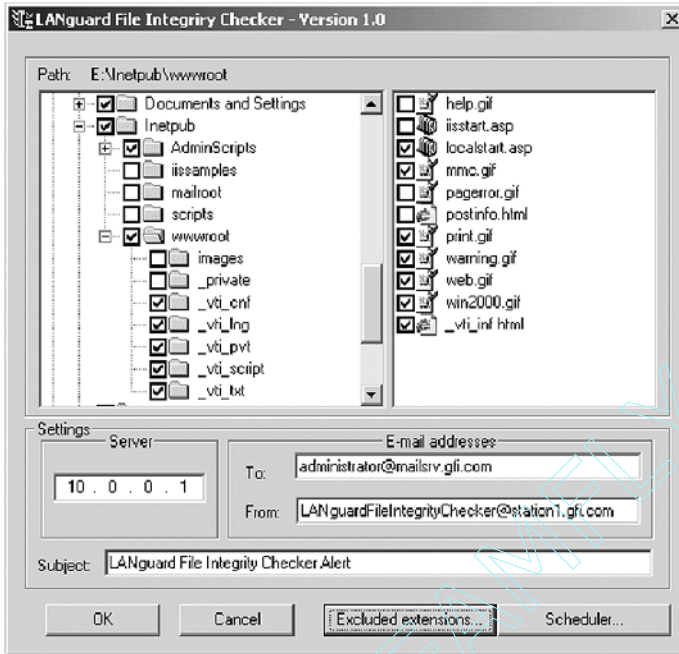 LANguard File Integrirty Checker - Version 1.0
Path: E:\Inetpub\wwwroot
Documents and Settings
Inetpub
AdminScripts
iissamples
mailroot
scripts
wwwroot
images
_private
_vti_cnf
_vti_log
_vti_pvt
_vti_script
_vti_txt
help.gif
iisstart.asp
localstart.asp
mmc.gif
pagerror.gif
postinfo.html
print.gif
warning.gif
web.gif
win2000.gif
_vti_inf.html
Settings
Server
10 . 0 . 0 . 1
E-mail addresses
To: administrator@mailsrv.gfi.com
From: LANguardFileIntegrityChecker@station1.gfi.com
Subject: LANguard File Integrity Checker Alert
OK Cancel Excluded extensions... Scheduler...